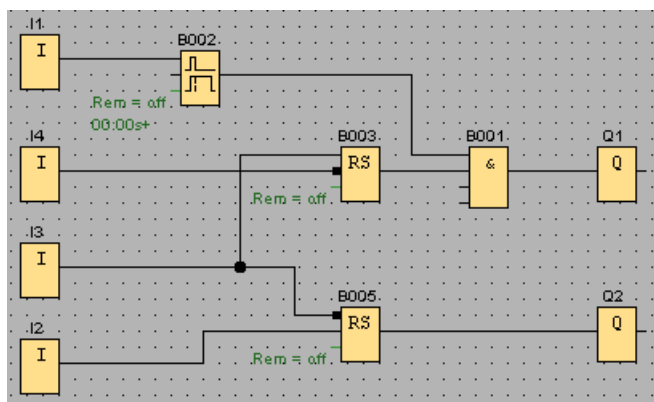 I1
I
B002
Rem = off
00:00s+
I4
I
B003
RS
Rem = off
B001
&
Q1
Q
I3
I
B005
RS
Rem = off
Q2
Q
I2
I